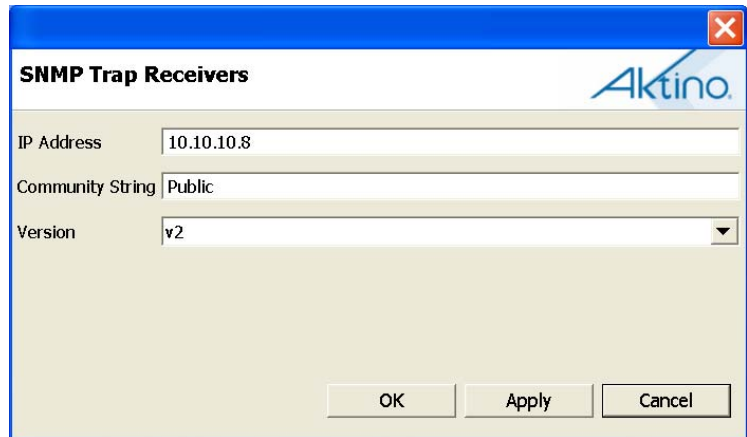 SNMP Trap Receivers
Aktino.
IP Address 10.10.10.8
Community String Public
Version v2
OK Apply Cancel